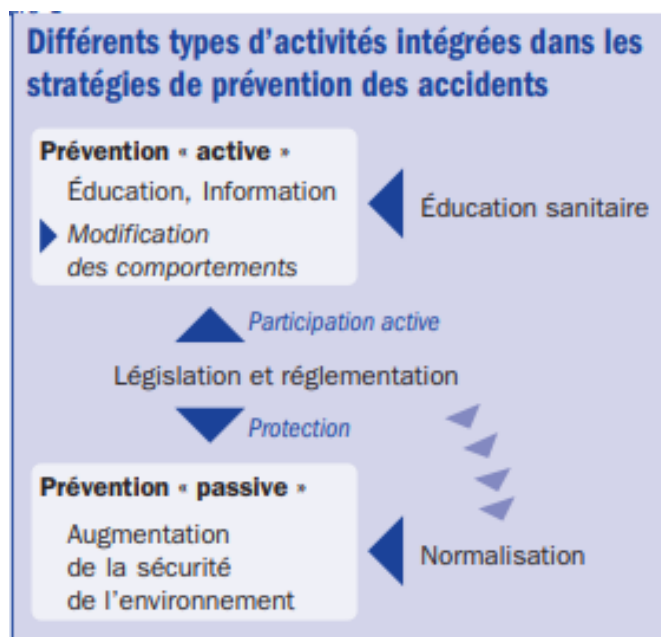 Différents types d’activités intégrées dans les
stratégies de prévention des accidents
Prévention « active »
Éducation, Information
Modification
des comportements
Éducation sanitaire
Participation active
Législation et réglementation
Protection
Prévention « passive »
Augmentation
de la sécurité
de l’environnement
Normalisation